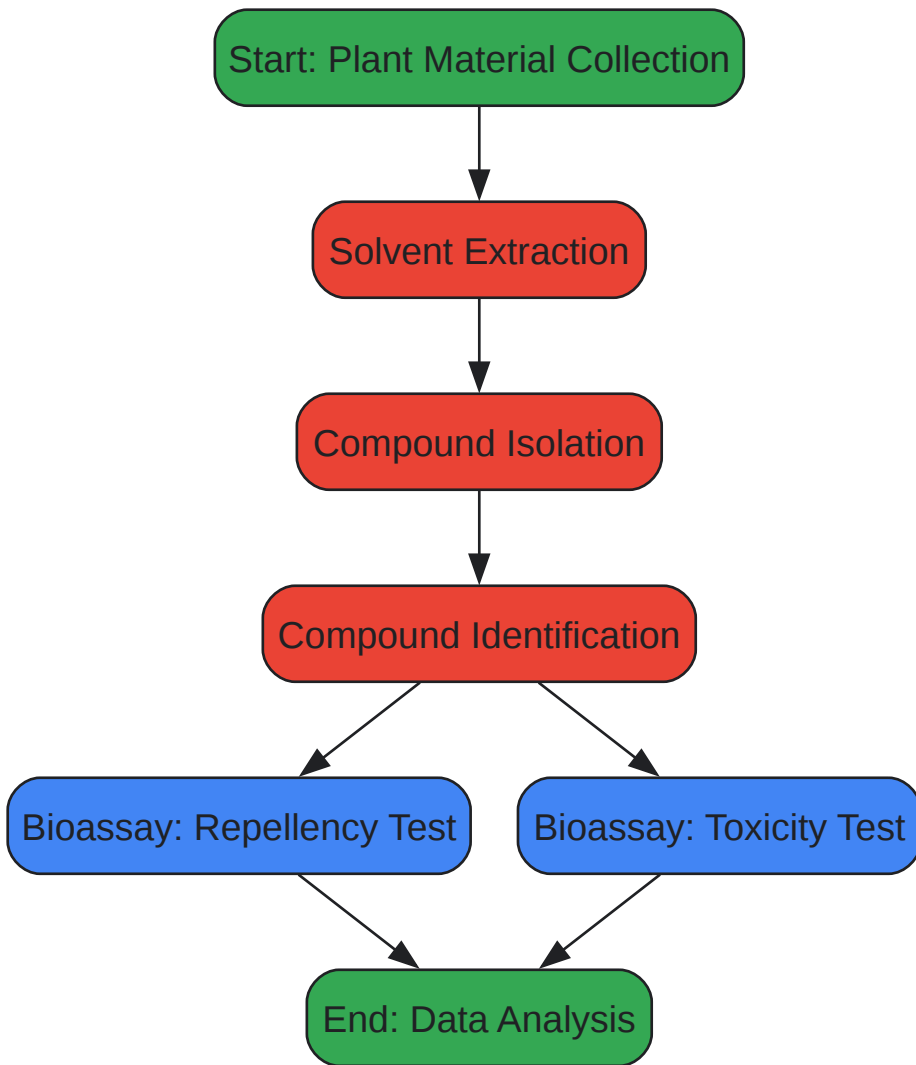 Start: Plant Material Collection
Solvent Extraction
Compound Isolation
Compound Identification
Bioassay: Repellency Test
Bioassay: Toxicity Test
End: Data Analysis